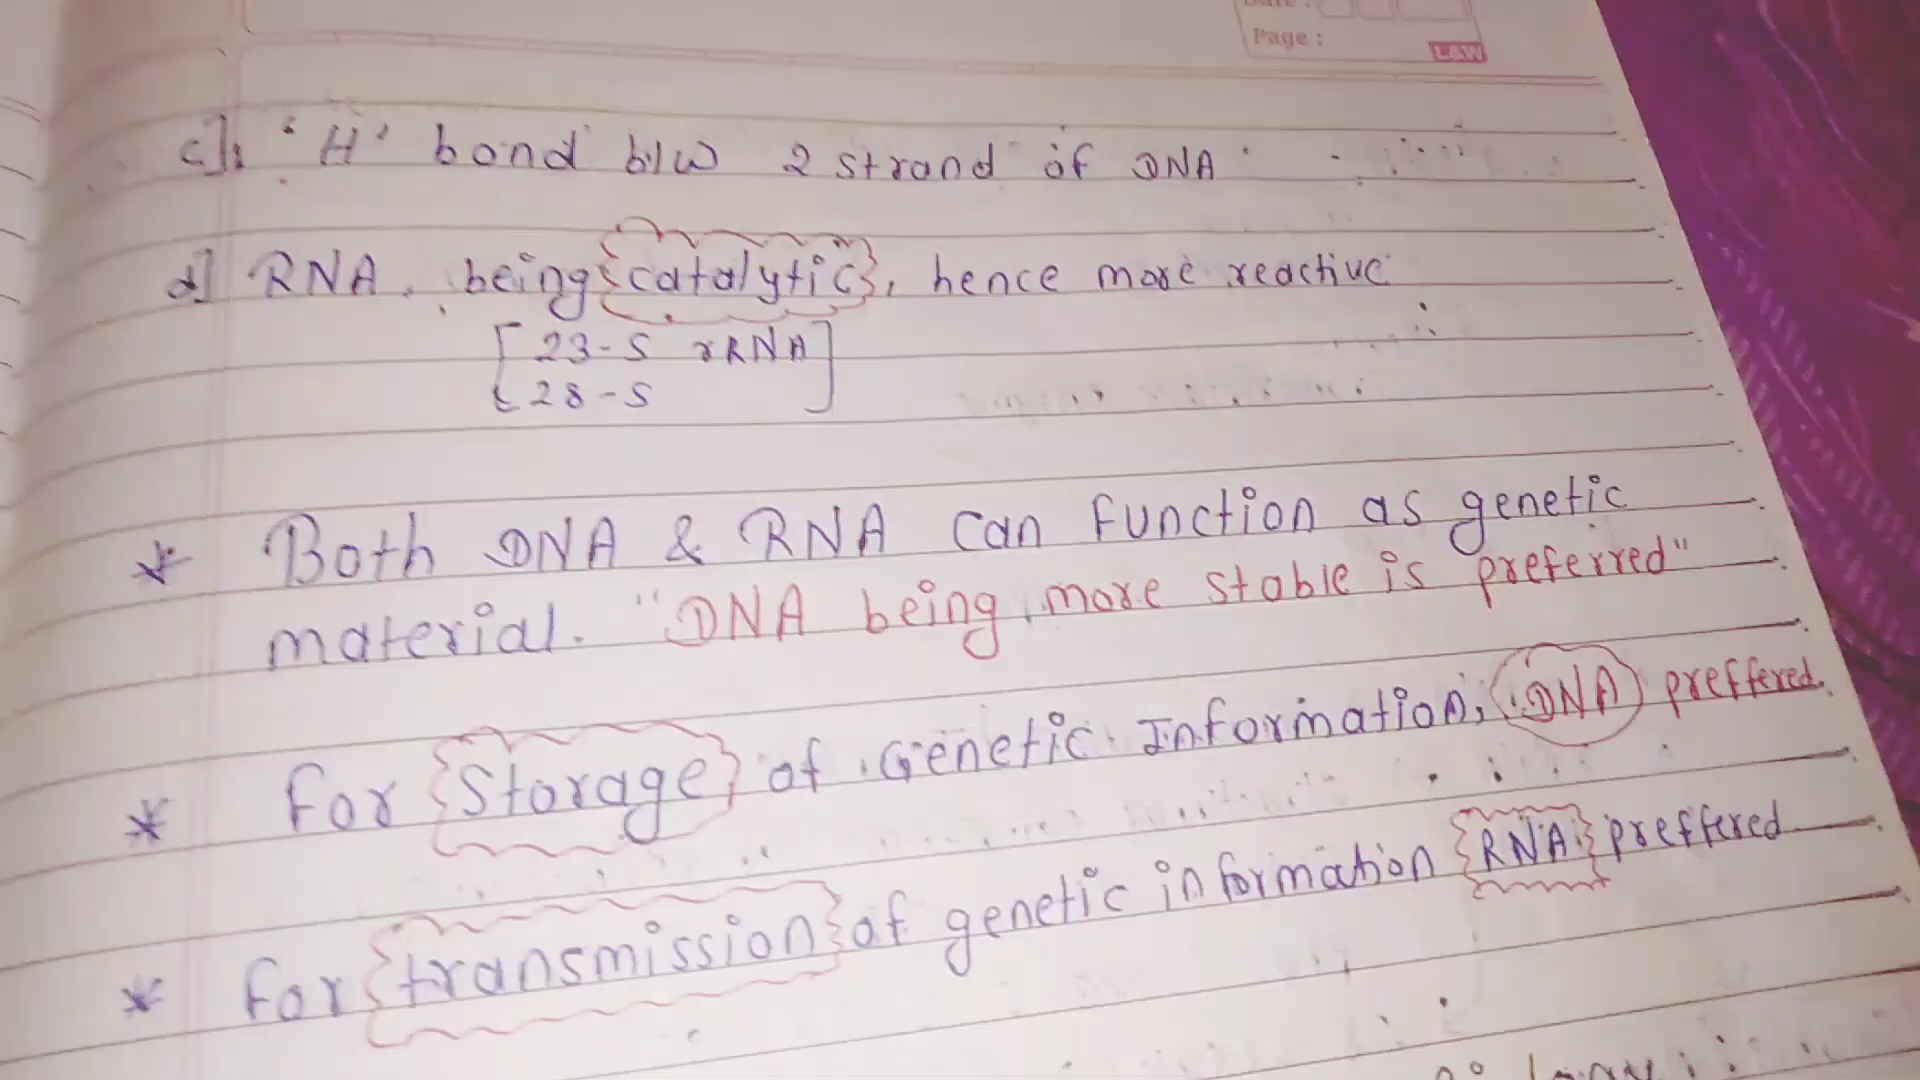 Page :
LAW
c]. 'H' bond b/w 2 strand of DNA
d] RNA, being {catalytic}, hence more reactive
[23-S rRNA]
28-S
* Both DNA & RNA can function as genetic
material. "DNA being more stable is preferred"
* For {Storage} of Genetic Information, DNA preffered.
* For {transmission} of genetic information {RNA} preffered